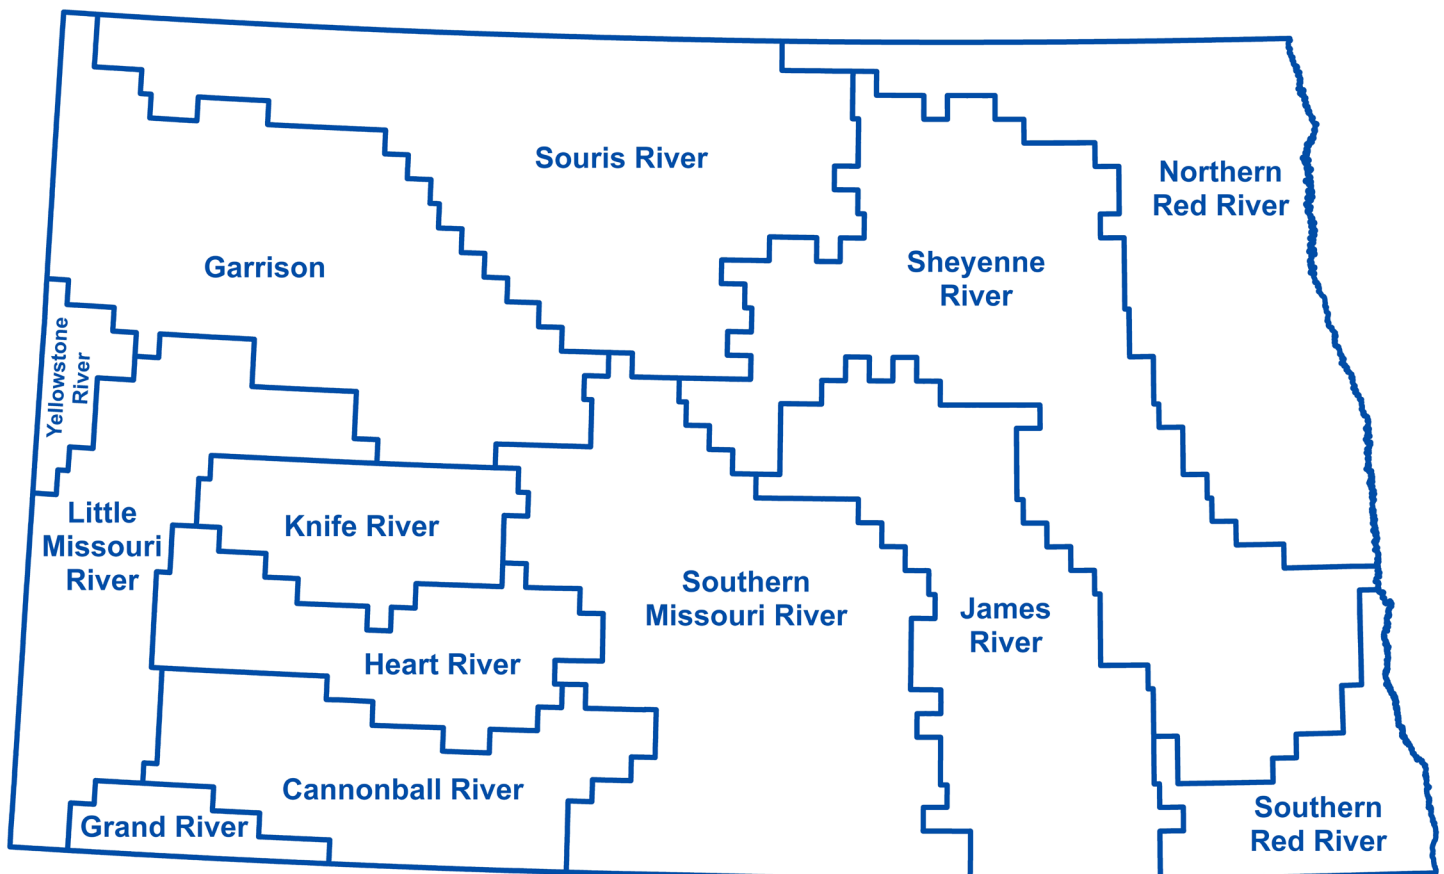 Souris River
Northern
Red River
Garrison
Sheyenne
River
Yellowstone
River
Little
Missouri
River
Knife River
Southern
Missouri River
James
River
Heart River
Cannonball River
Grand River
Southern
Red River